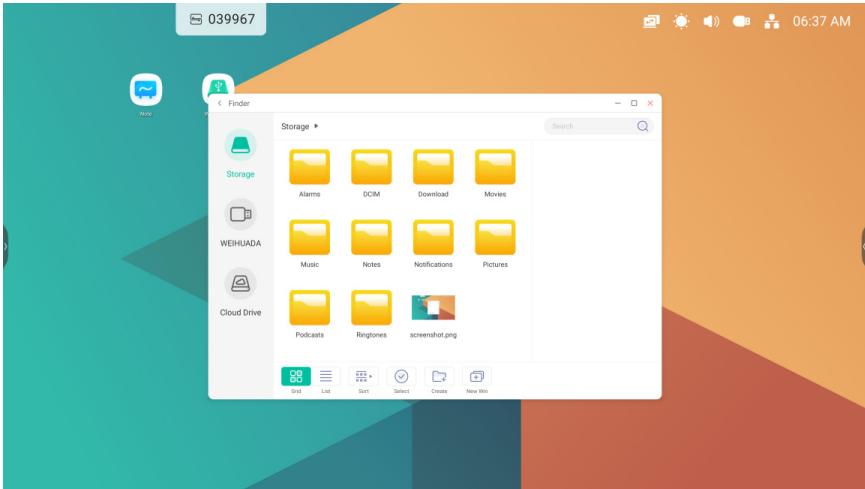 039967
06:37 AM
Note
Finder
Storage
Search
Storage
WEIHUADA
Cloud Drive
Alarms
DCIM
Download
Movies
Music
Notes
Notifications
Pictures
Podcasts
Ringtones
screenshot.png
Grid
List
Sort
Select
Create
New Win